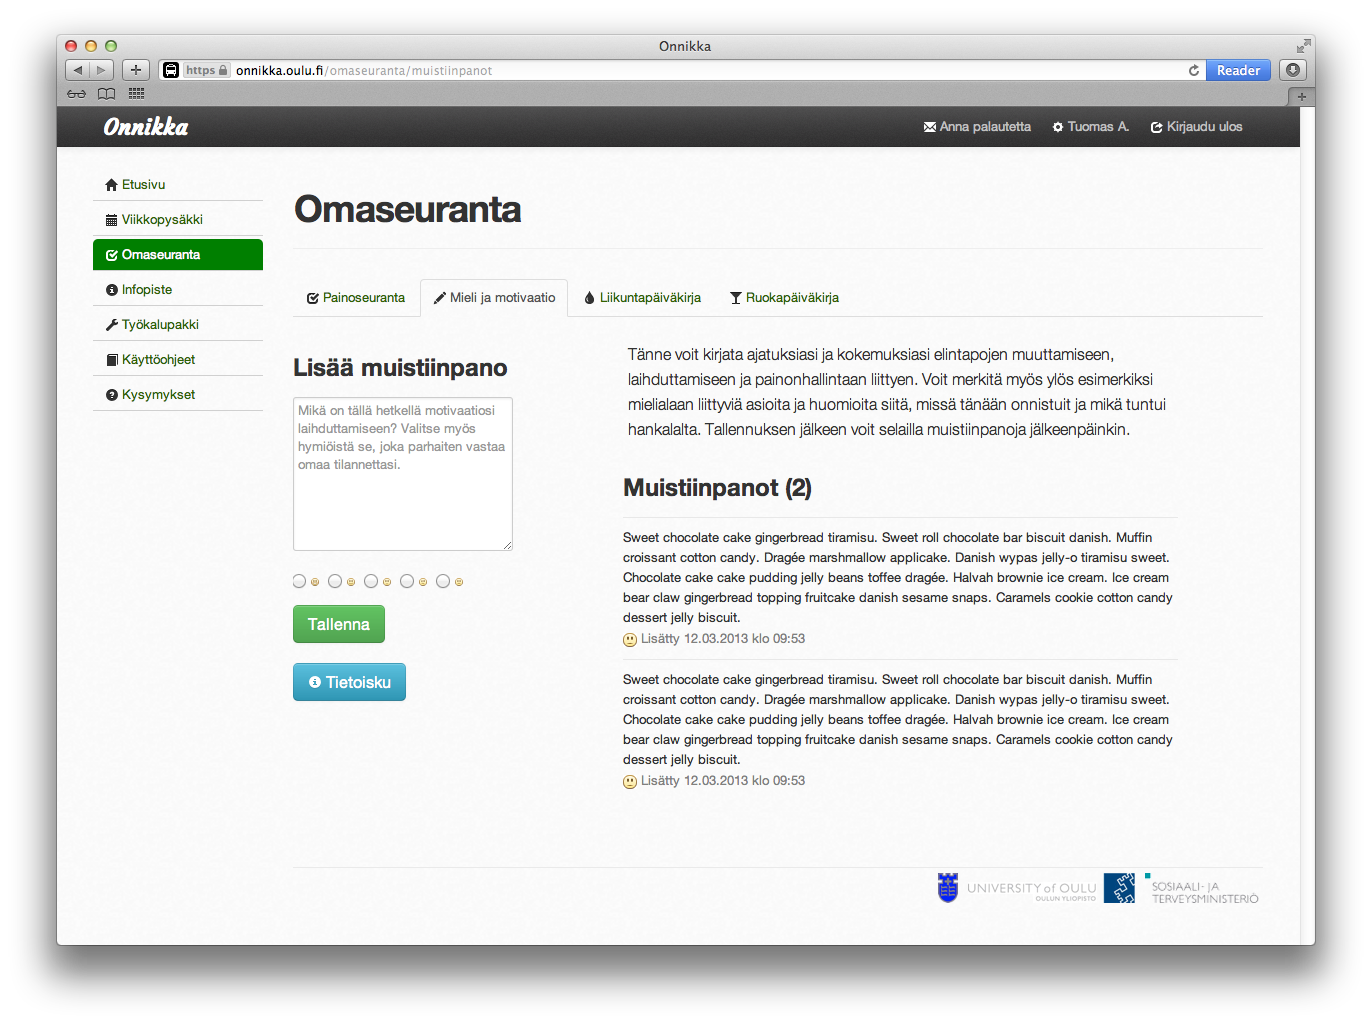 Onnikka
https onnikka.oulu.fi/omaseuranta/muistiinpanot
Reader
Onnikka
Anna palautetta
Tuomas A.
Kirjaudu ulos
Etusivu
Viikkopysäkki
Omaseuranta
Infopiste
Työkalupakki
Käyttöohjeet
Kysymykset
Omaseuranta
Painoseuranta
Mieli ja motivaatio
Liikuntapäiväkirja
Ruokapäiväkirja
Lisää muistiinpano
Mikä on tällä hetkellä motivaatiosi
laihduttamiseen? Valitse myös
hymiöistä se, joka parhaiten vastaa
omaa tilannettasi.
Tallenna
Tietoisku
Tänne voit kirjata ajatuksiasi ja kokemuksiasi elintapojen muuttamiseen,
laihduttamiseen ja painonhallintaan liittyen. Voit merkitä myös ylös esimerkiksi
mielialaan liittyviä asioita ja huomioita siitä, missä tänään onnistuit ja mikä tuntui
hankalalta. Tallennuksen jälkeen voit selailla muistiinpanoja jälkeenpäinkin.
Muistiinpanot (2)
Sweet chocolate cake gingerbread tiramisu. Sweet roll chocolate bar biscuit danish. Muffin
croissant cotton candy. Dragée marshmallow applicake. Danish wypas jelly-o tiramisu sweet.
Chocolate cake cake pudding jelly beans toffee dragée. Halvah brownie ice cream. Ice cream
bear claw gingerbread topping fruitcake danish sesame snaps. Caramels cookie cotton candy
dessert jelly biscuit.
Lisätty 12.03.2013 klo 09:53
Sweet chocolate cake gingerbread tiramisu. Sweet roll chocolate bar biscuit danish. Muffin
croissant cotton candy. Dragée marshmallow applicake. Danish wypas jelly-o tiramisu sweet.
Chocolate cake cake pudding jelly beans toffee dragée. Halvah brownie ice cream. Ice cream
bear claw gingerbread topping fruitcake danish sesame snaps. Caramels cookie cotton candy
dessert jelly biscuit.
Lisätty 12.03.2013 klo 09:53
UNIVERSITY of OULU
OULUN YLIOPISTO
SOSIAALI- JA
TERVEYSMINISTERIÖ